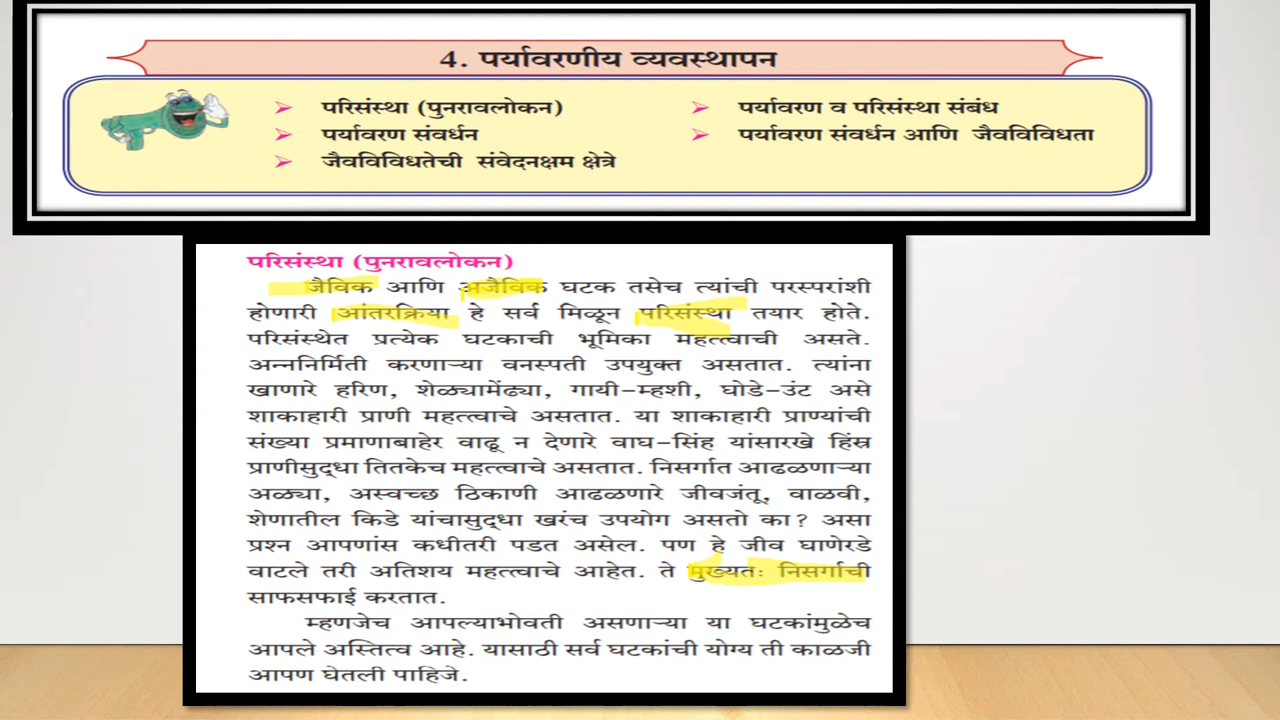 4. पर्यावरणीय व्यवस्थापन
➢ परिसंस्था (पुनरावलोकन)
➢ पर्यावरण व परिसंस्था संबंध
➢ पर्यावरण संवर्धन
➢ पर्यावरण संवर्धन आणि जैवविविधता
➢ जैवविविधतेची संवेदनक्षम क्षेत्रे
परिसंस्था (पुनरावलोकन)
जैविक आणि अजैविक घटक तसेच त्यांची परस्परांशी
होणारी आंतरक्रिया हे सर्व मिळून परिसंस्था तयार होते.
परिसंस्थेत प्रत्येक घटकाची भूमिका महत्त्वाची असते.
अन्ननिर्मिती करणाऱ्या वनस्पती उपयुक्त असतात. त्यांना
खाणारे हरिण, शेळ्यामेंढ्या, गायी-म्हशी, घोडे-उंट असे
शाकाहारी प्राणी महत्त्वाचे असतात. या शाकाहारी प्राण्यांची
संख्या प्रमाणाबाहेर वाढू न देणारे वाघ-सिंह यांसारखे हिंस्र
प्राणीसुद्धा तितकेच महत्त्वाचे असतात. निसर्गात आढळणाऱ्या
अळ्या, अस्वच्छ ठिकाणी आढळणारे जीवजंतू, वाळवी,
शेणातील किडे यांचासुद्धा खरंच उपयोग असतो का? असा
प्रश्न आपणांस कधीतरी पडत असेल. पण हे जीव घाणेरडे
वाटले तरी अतिशय महत्त्वाचे आहेत. ते मुख्यतः निसर्गाची
साफसफाई करतात.
म्हणजेच आपल्याभोवती असणाऱ्या या घटकांमुळेच
आपले अस्तित्व आहे. यासाठी सर्व घटकांची योग्य ती काळजी
आपण घेतली पाहिजे.